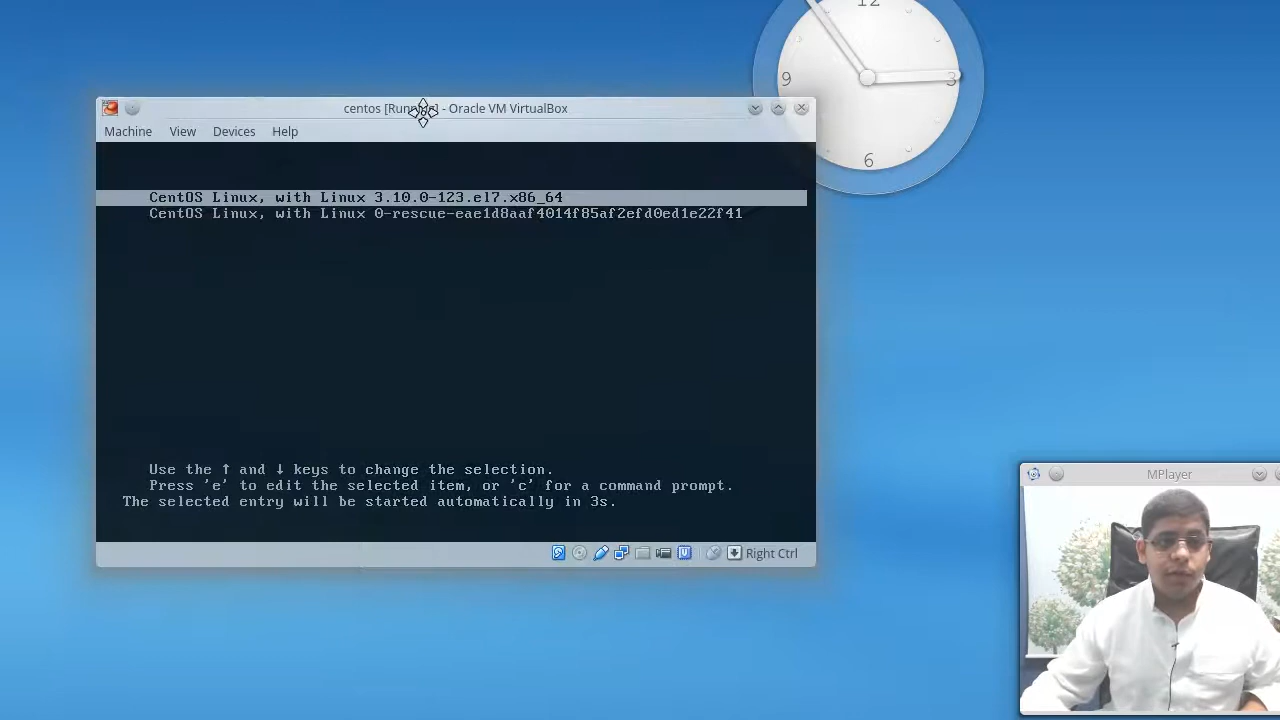 12
9
3
6
centos [Running] - Oracle VM VirtualBox
Machine View Devices Help
CentOS Linux, with Linux 3.10.0-123.el7.x86_64
CentOS Linux, with Linux 0-rescue-eae1d8aaf4014f85af2efd0ed1e22f41
Use the ↑ and ↓ keys to change the selection.
Press 'e' to edit the selected item, or 'c' for a command prompt.
The selected entry will be started automatically in 3s.
Right Ctrl
MPlayer